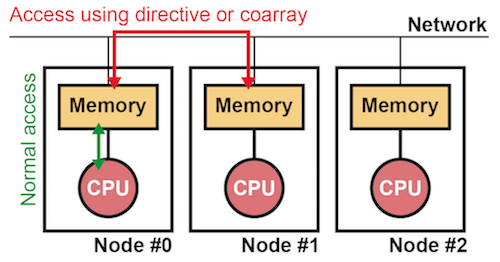 Access using directive or coarray
Network
Normal access
Memory
Memory
Memory
CPU
CPU
CPU
Node #0
Node #1
Node #2